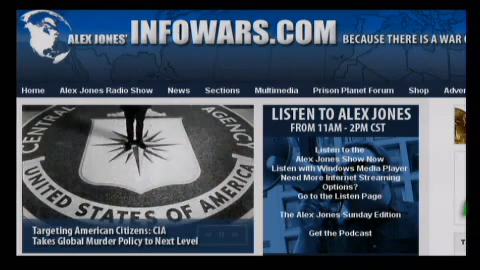 ALEX JONES' INFOWARS.COM BECAUSE THERE IS A WAR
Home Alex Jones Radio Show News Sections Multimedia Prison Planet Forum Shop Adver
CENTRAL AGENCY
UNITED STATES OF AMERICA
Targeting American Citizens: CIA
Takes Global Murder Policy to Next Level
LISTEN TO ALEX JONES
FROM 11AM - 2PM CST
Listen to the
Alex Jones Show Now
Listen with Windows Media Player
Need More Internet Streaming
Options?
Go to the Listen Page
The Alex Jones Sunday Edition
Get the Podcast